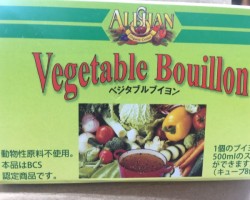 ALISHAN
Vegetable Bouillon
ベジタブルブイヨン
動物性原料不使用。
本品はBCS
認定商品です。
1個のブイヨ
500mlのス
ができます
(キューブ8